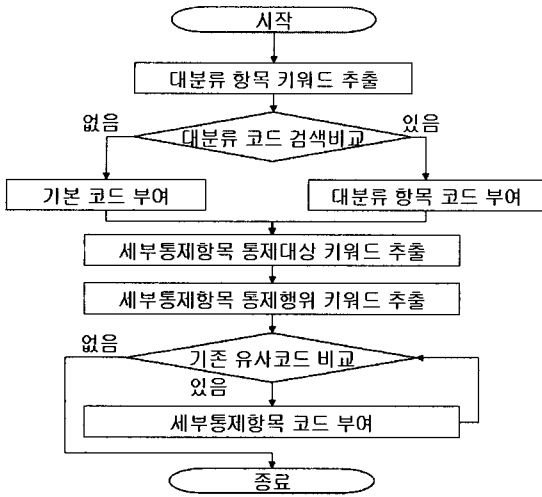 시작
대분류 항목 키워드 추출
없음
있음
대분류 코드 검색비교
기본 코드 부여
대분류 항목 코드 부여
세부통제항목 통제대상 키워드 추출
세부통제항목 통제행위 키워드 추출
없음
기존 유사코드 비교
있음
세부통제항목 코드 부여
종료